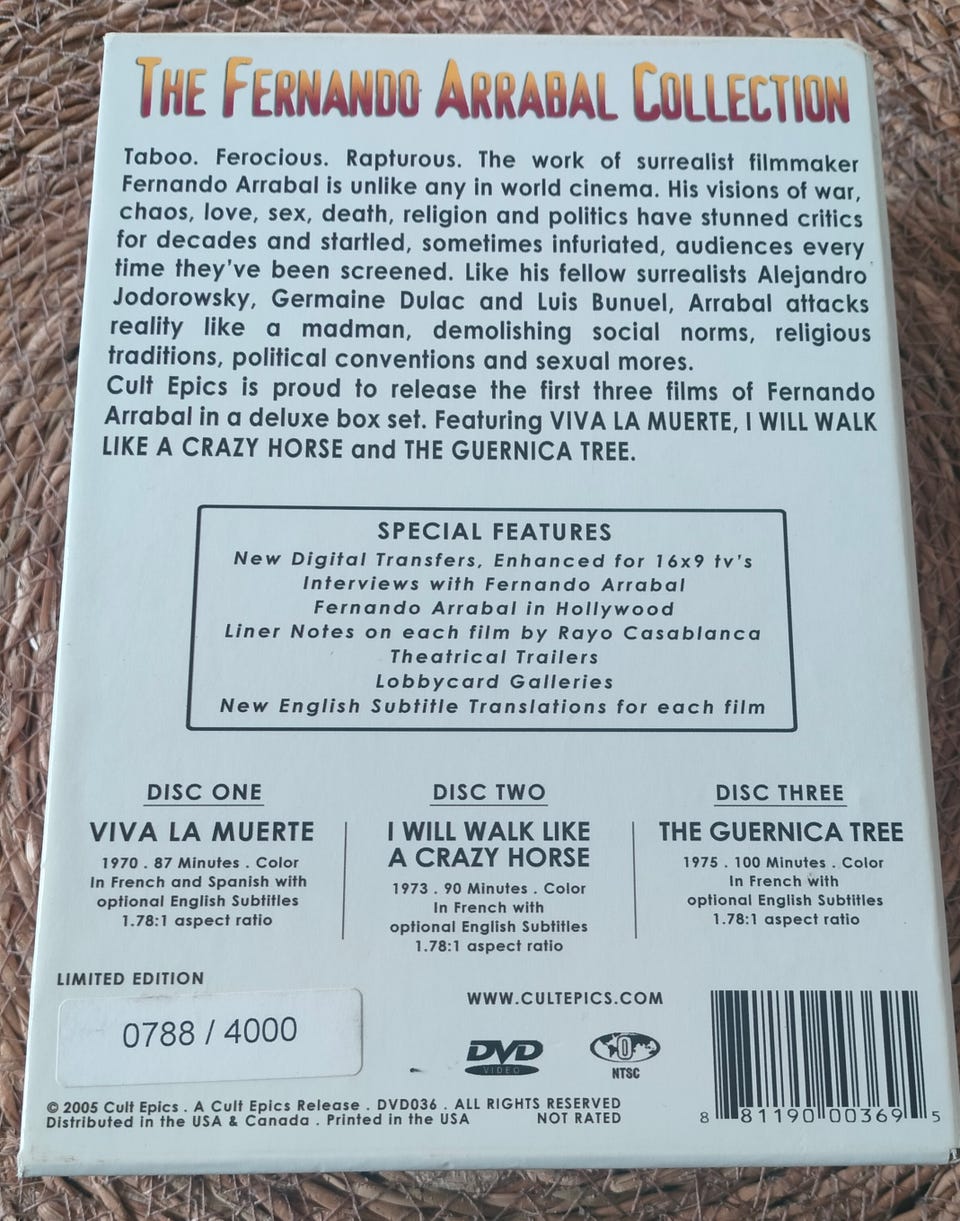 THE FERNANDO ARRABAL COLLECTION
Taboo. Ferocious. Rapturous. The work of surrealist filmmaker
Fernando Arrabal is unlike any in world cinema. His visions of war,
chaos, love, sex, death, religion and politics have stunned critics
for decades and startled, sometimes infuriated, audiences every
time they've been screened. Like his fellow surrealists Alejandro
Jodorowsky, Germaine Dulac and Luis Bunuel, Arrabal attacks
reality like a madman, demolishing social norms, religious
traditions, political conventions and sexual mores.
Cult Epics is proud to release the first three films of Fernando
Arrabal in a deluxe box set. Featuring VIVA LA MUERTE, I WILL WALK
LIKE A CRAZY HORSE and THE GUERNICA TREE.
SPECIAL FEATURES
New Digital Transfers, Enhanced for 16x9 tv's
Interviews with Fernando Arrabal
Fernando Arrabal in Hollywood
Liner Notes on each film by Rayo Casablanca
Theatrical Trailers
Lobbycard Galleries
New English Subtitle Translations for each film
DISC ONE
VIVA LA MUERTE
1970 . 87 Minutes . Color
In French and Spanish with
optional English Subtitles
1.78:1 aspect ratio
DISC TWO
I WILL WALK LIKE
A CRAZY HORSE
1973 . 90 Minutes . Color
In French with
optional English Subtitles
1.78:1 aspect ratio
DISC THREE
THE GUERNICA TREE
1975 . 100 Minutes . Color
In French with
optional English Subtitles
1.78:1 aspect ratio
LIMITED EDITION
0788 / 4000
WWW.CULTEPICS.COM
DVD
VIDEO
0
NTSC
© 2005 Cult Epics . A Cult Epics Release . DVD036 . ALL RIGHTS RESERVED
Distributed in the USA & Canada . Printed in the USA NOT RATED
8 81190 00369 5